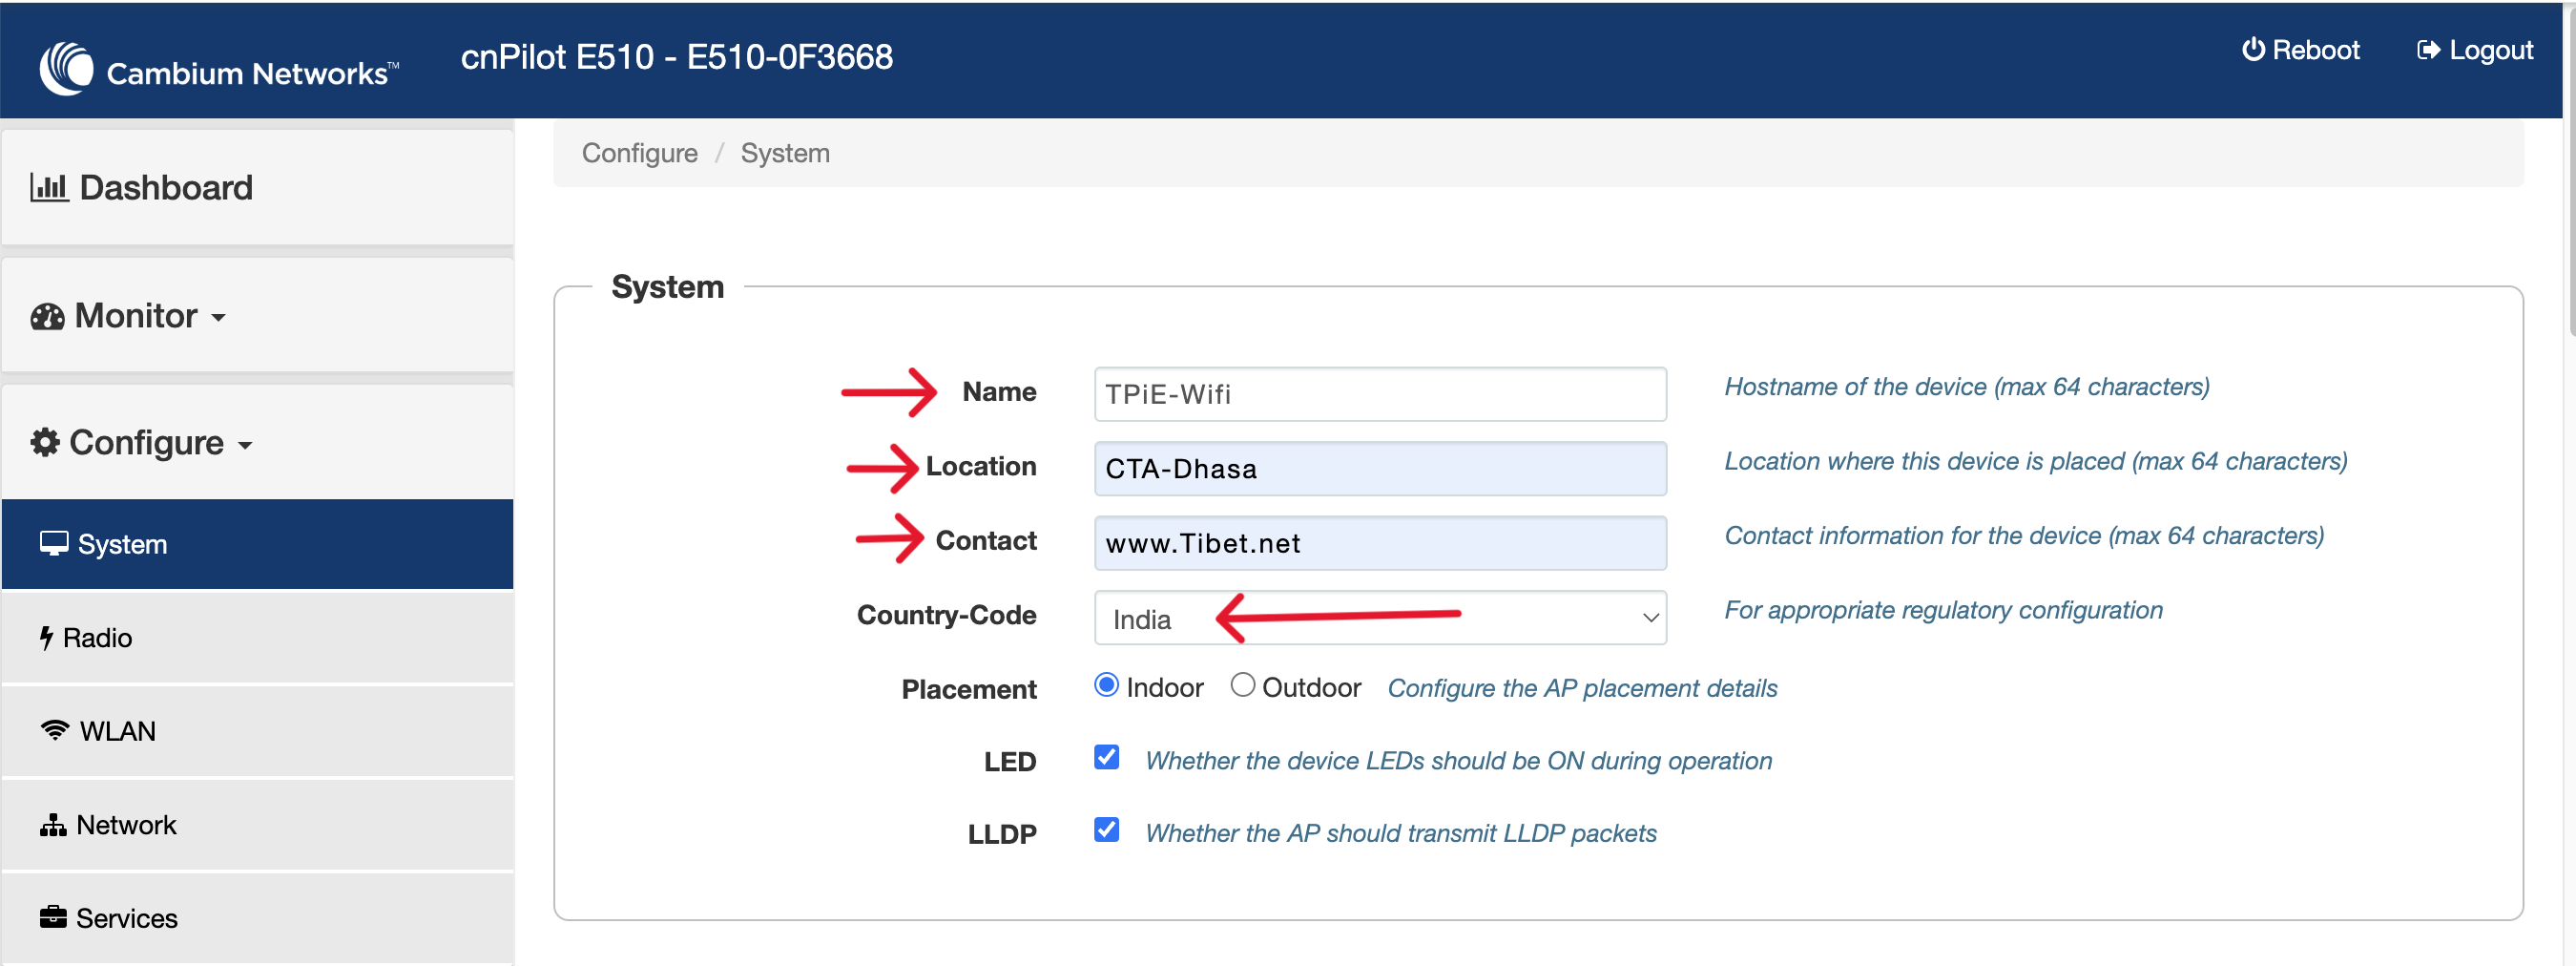 Cambium Networks™
cnPilot E510 - E510-0F3668
Reboot
Logout
Dashboard
Monitor
Configure
System
Radio
WLAN
Network
Services
Configure / System
System
Name TPiE-Wifi Hostname of the device (max 64 characters)
Location CTA-Dhasa Location where this device is placed (max 64 characters)
Contact www.Tibet.net Contact information for the device (max 64 characters)
Country-Code India For appropriate regulatory configuration
Placement Indoor Outdoor Configure the AP placement details
LED Whether the device LEDs should be ON during operation
LLDP Whether the AP should transmit LLDP packets